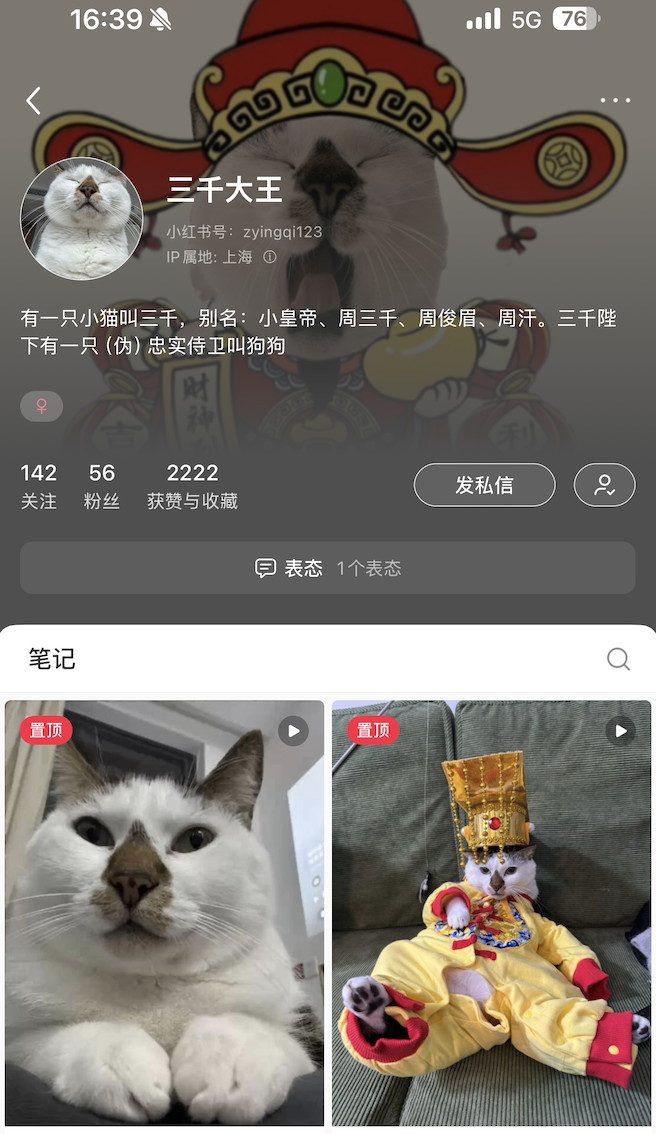 16:39 5G 76
三千大王
小红书号：zyingqi123
IP属地: 上海
有一只小猫叫三千，别名：小皇帝、周三千、周俊眉、周汗。三千陛
下有一只 (伪) 忠实侍卫叫狗狗
财神
吉 利
142 56 2222
关注 粉丝 获赞与收藏
发私信
表态 1个表态
笔记
置顶 置顶